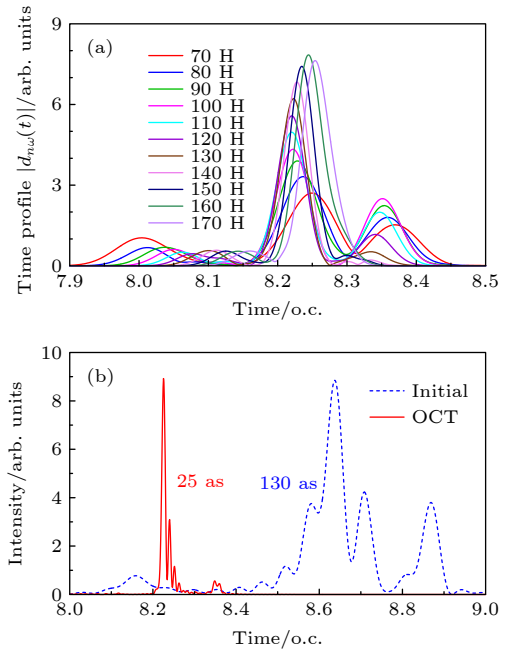 (a)
70 H
80 H
90 H
100 H
110 H
120 H
130 H
140 H
150 H
160 H
170 H
Time profile |dnω(t)|/arb. units
9
6
3
0
7.9 8.0 8.1 8.2 8.3 8.4 8.5
Time/o.c.
(b)
Initial
OCT
25 as
130 as
Intensity/arb. units
10
8
6
4
2
0
8.0 8.2 8.4 8.6 8.8 9.0
Time/o.c.